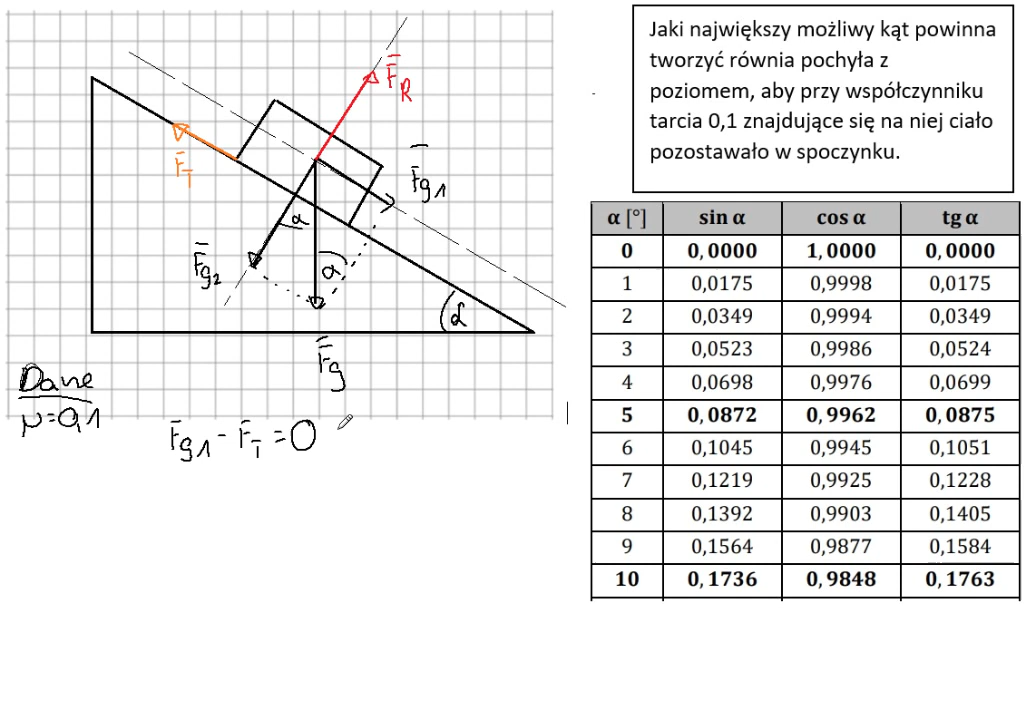 Jaki największy możliwy kąt powinna
tworzyć równia pochyła z
poziomem, aby przy współczynniku
tarcia 0,1 znajdujące się na niej ciało
pozostawało w spoczynku.
F̄R
F̄T
F̄g1
α
F̄g2
α
α
F̄g
Dane
μ=0,1
F̄g1 - F̄T = 0
α [°] sin α cos α tg α
0 0,0000 1,0000 0,0000
1 0,0175 0,9998 0,0175
2 0,0349 0,9994 0,0349
3 0,0523 0,9986 0,0524
4 0,0698 0,9976 0,0699
5 0,0872 0,9962 0,0875
6 0,1045 0,9945 0,1051
7 0,1219 0,9925 0,1228
8 0,1392 0,9903 0,1405
9 0,1564 0,9877 0,1584
10 0,1736 0,9848 0,1763